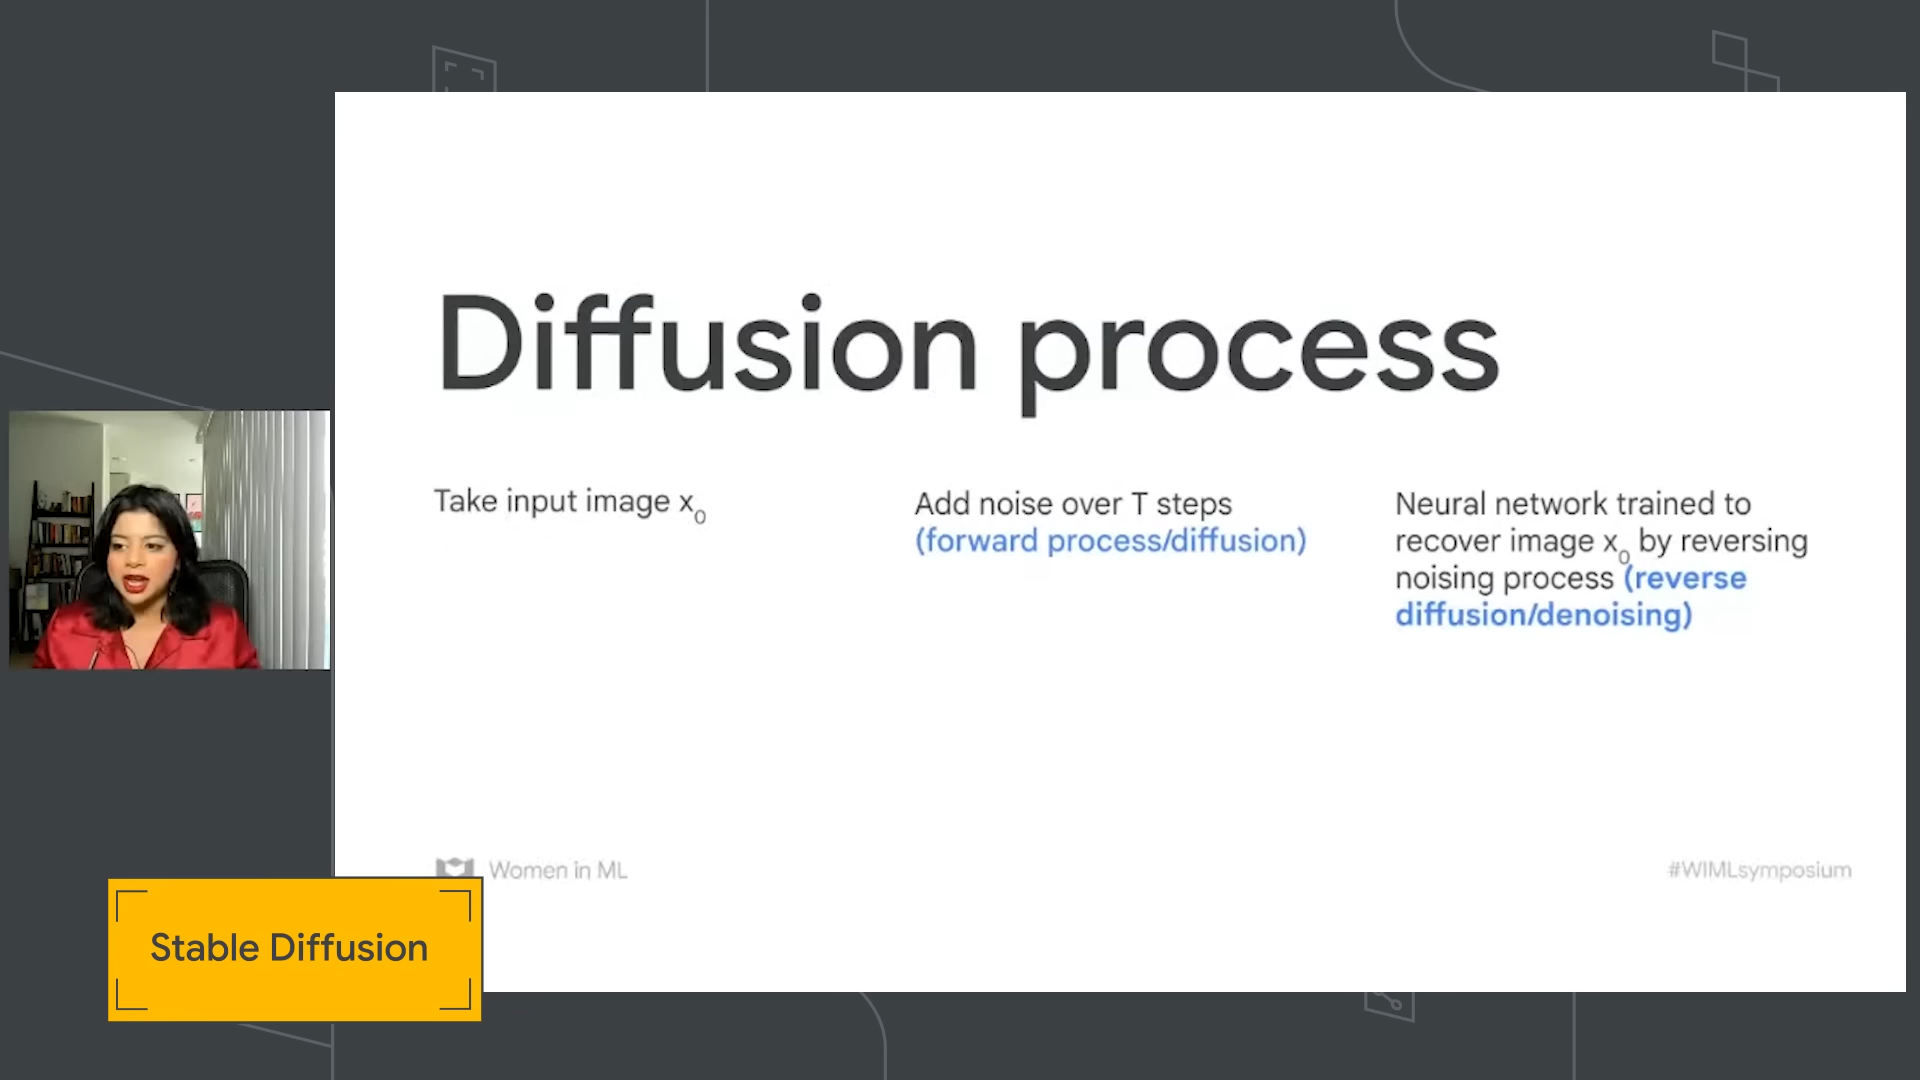 Diffusion process
Take input image x₀
Add noise over T steps
(forward process/diffusion)
Neural network trained to
recover image x₀ by reversing
noising process (reverse
diffusion/denoising)
Women in ML
#WIMLsymposium
Stable Diffusion